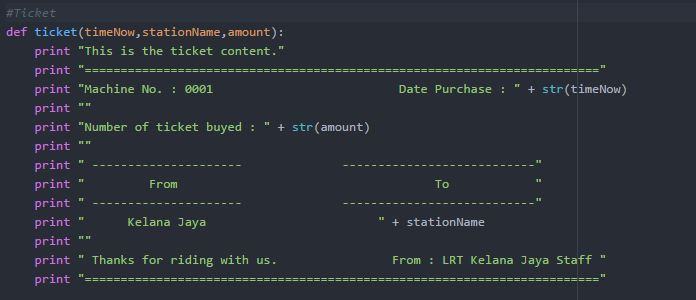 #Ticket
def ticket(timeNow,stationName,amount):
    print "This is the ticket content."
    print "========================================================================"
    print "Machine No. : 0001                          Date Purchase : " + str(timeNow)
    print ""
    print "Number of ticket buyed : " + str(amount)
    print ""
    print " ---------------------              ---------------------------"
    print "         From                                    To            "
    print " ---------------------              ---------------------------"
    print "      Kelana Jaya                        " + stationName
    print ""
    print " Thanks for riding with us.                From : LRT Kelana Jaya Staff "
    print "========================================================================"